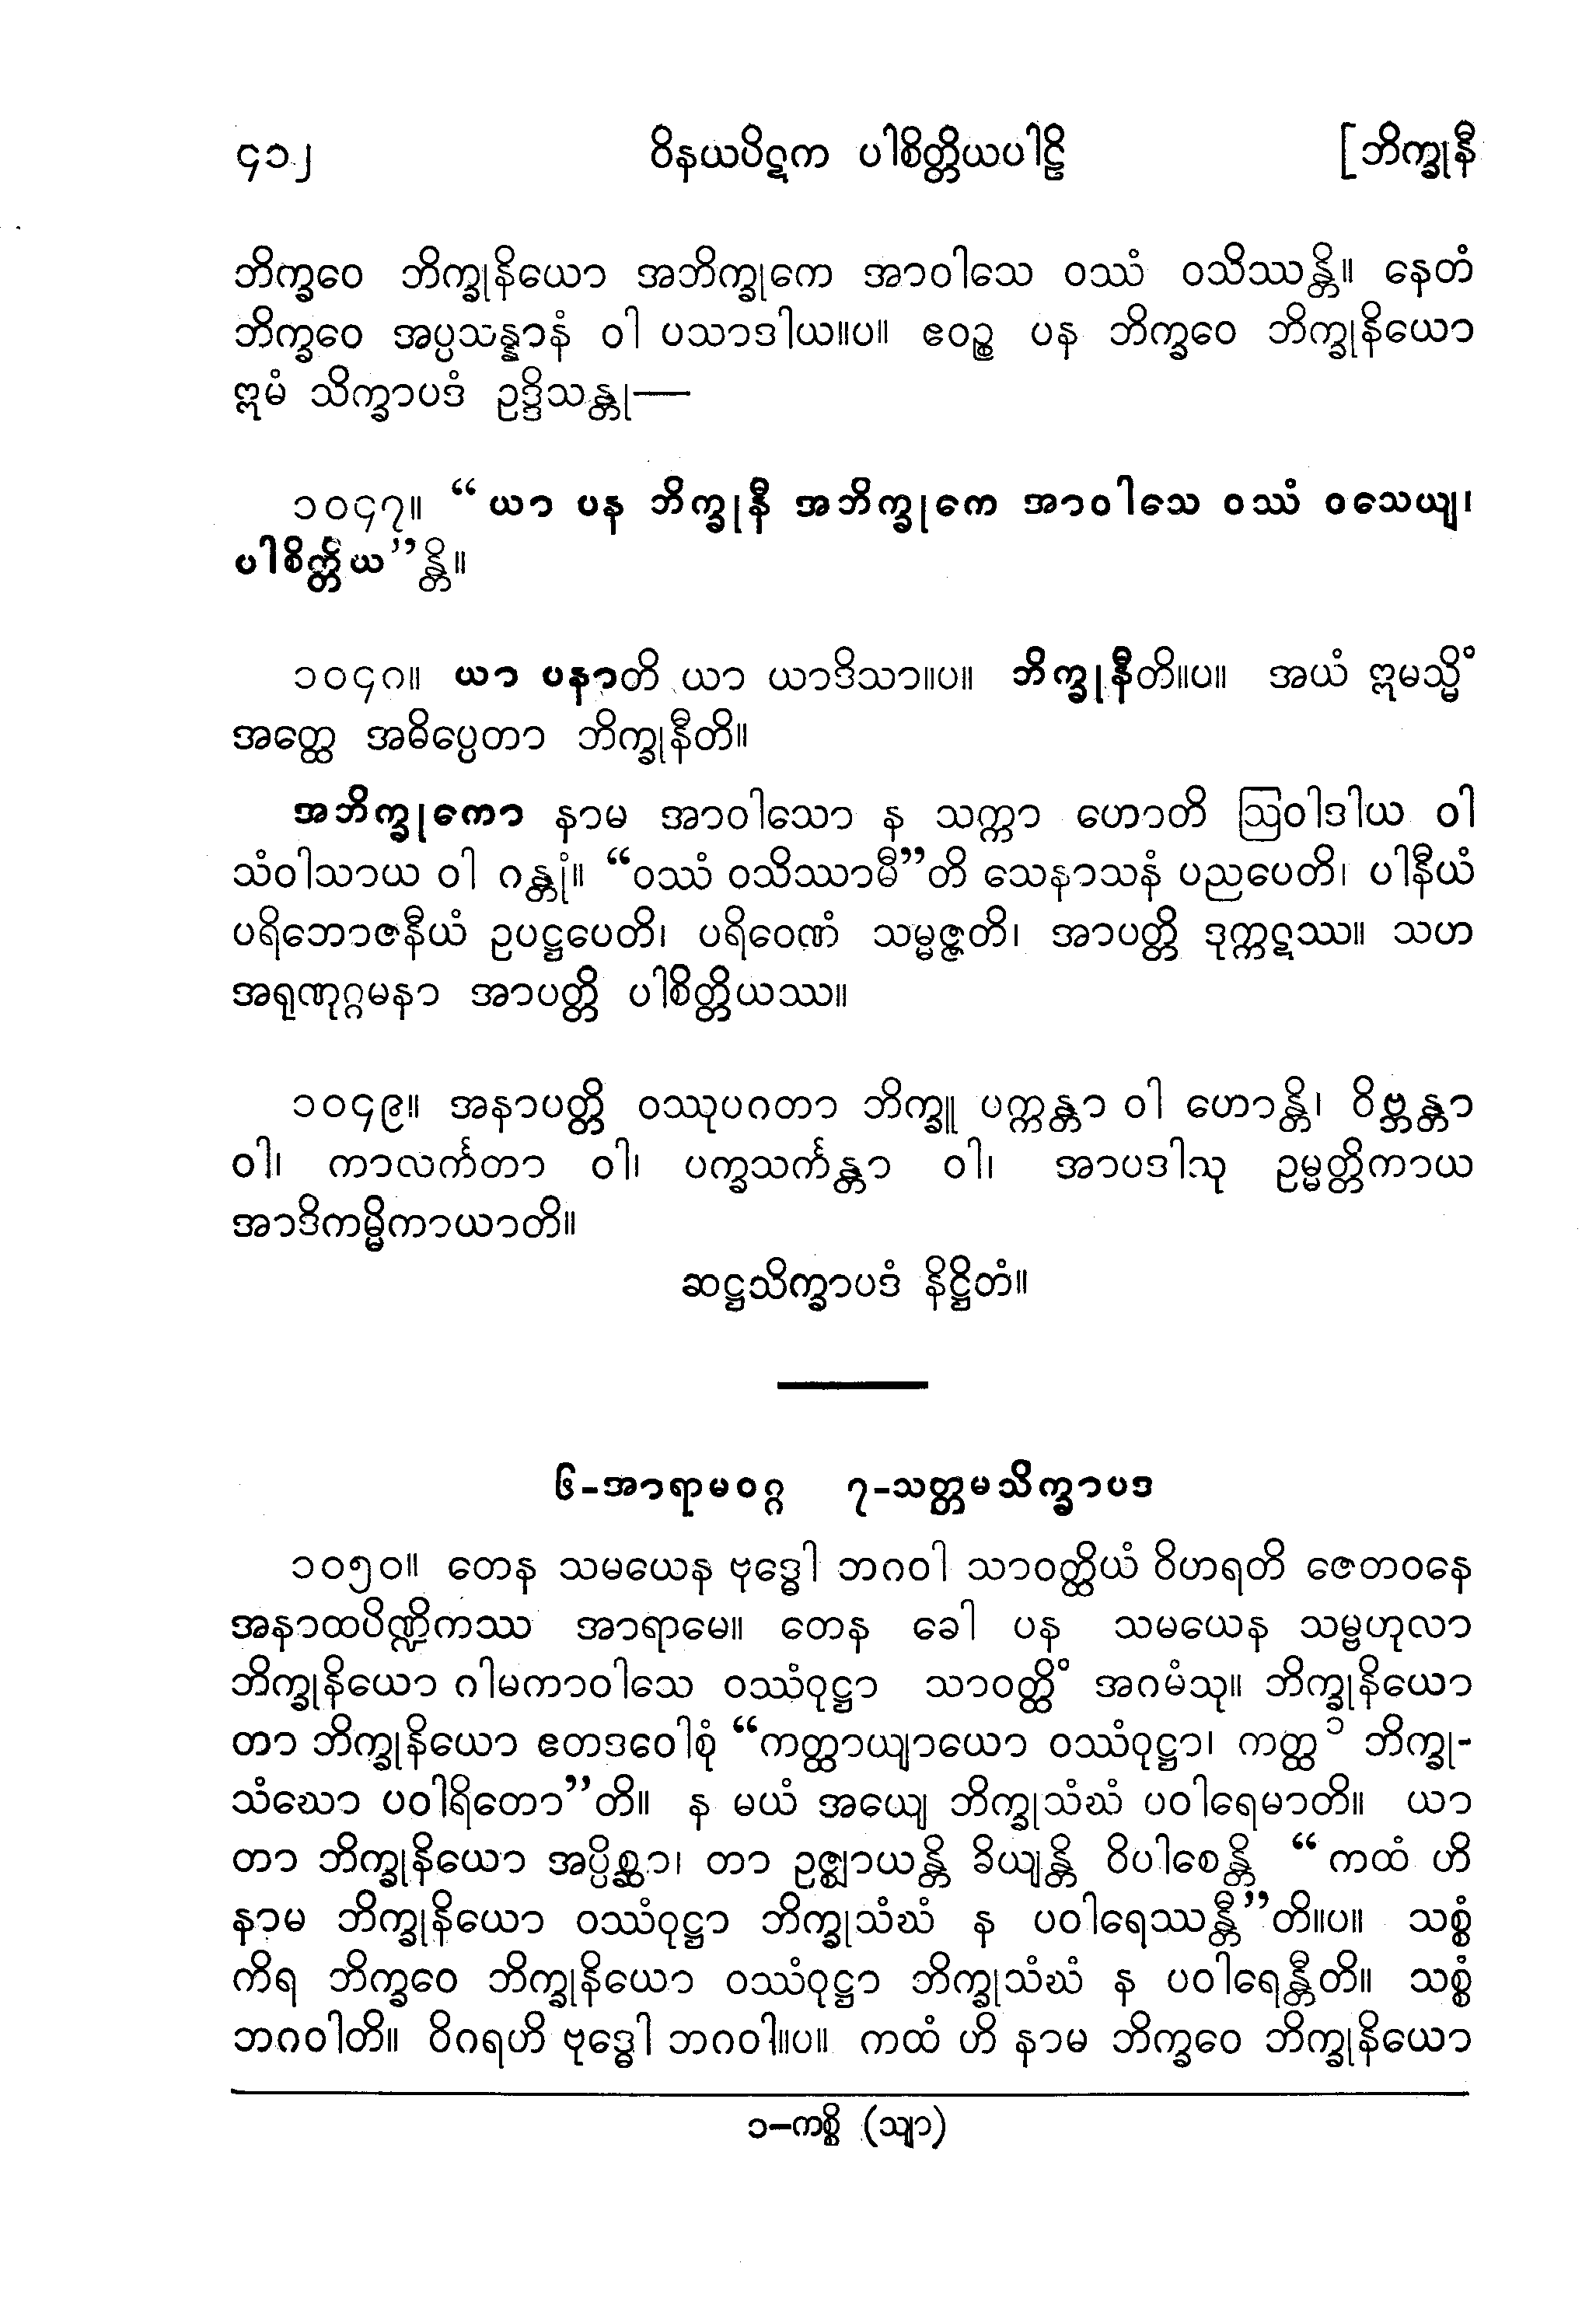 ၄၁၂ ဝိနယပိဋက ပါစိတ္တိယပါဠိ [ဘိက္ခုနီ
ဘိက္ခဝေ ဘိက္ခုနိယော အဘိက္ခုကေ အာဝါသေ ဝဿံ ဝသိဿန္တိ။ နေတံ
ဘိက္ခဝေ အပ္ပသန္နာနံ ဝါ ပသာဒါယ။ပ။ ဧဝဉ္စ ပန ဘိက္ခဝေ ဘိက္ခုနိယော
ဣမံ သိက္ခာပဒံ ဥဒ္ဒိသန္တု—
၁၀၄၇။ “ယာ ပန ဘိက္ခုနီ အဘိက္ခုကေ အာဝါသေ ဝဿံ ဝသေယျ၊
ပါစိတ္တိယ”န္တိ။
၁၀၄၈။ ယာ ပနာတိ ယာ ယာဒိသာ။ပ။ ဘိက္ခုနီတိ။ပ။ အယံ ဣမသ္မိံ
အတ္ထေ အဓိပ္ပေတာ ဘိက္ခုနီတိ။
အဘိက္ခုကော နာမ အာဝါသော န သက္ကာ ဟောတိ ဩဝါဒါယ ဝါ
သံဝါသာယ ဝါ ဂန္တုံ။ “ဝဿံ ဝသိဿာမီ”တိ သေနာသနံ ပညပေတိ၊ ပါနီယံ
ပရိဘောဇနီယံ ဥပဋ္ဌပေတိ၊ ပရိဝေဏံ သမ္မဇ္ဇတိ၊ အာပတ္တိ ဒုက္ကဋဿ။ သဟ
အရုဏုဂ္ဂမနာ အာပတ္တိ ပါစိတ္တိယဿ။
၁၀၄၉။ အနာပတ္တိ ဝဿုပဂတာ ဘိက္ခူ ပက္ကန္တာ ဝါ ဟောန္တိ၊ ဝိဗ္ဘန္တာ
ဝါ၊ ကာလင်္ကတာ ဝါ၊ ပက္ခသင်္ကန္တာ ဝါ၊ အာပဒါသု ဥမ္မတ္တိကာယ
အာဒိကမ္မိကာယာတိ။
ဆဋ္ဌသိက္ခာပဒံ နိဋ္ဌိတံ။
၆-အာရာမဝဂ္ဂ ၇-သတ္တမသိက္ခာပဒ
၁၀၅၀။ တေန သမယေန ဗုဒ္ဓေါ ဘဂဝါ သာဝတ္ထိယံ ဝိဟရတိ ဇေတဝနေ
အနာထပိဏ္ဍိကဿ အာရာမေ။ တေန ခေါ ပန သမယေန သမ္ဗဟုလာ
ဘိက္ခုနိယော ဂါမကာဝါသေ ဝဿံဝုဋ္ဌာ သာဝတ္ထိံ အဂမံသု။ ဘိက္ခုနိယော
တာ ဘိက္ခုနိယော ဧတဒဝေါစုံ “ကတ္ထာယျာယော ဝဿံဝုဋ္ဌာ၊ ကတ္ထ ၁ ဘိက္ခု-
သံဃော ပဝါရိတော”တိ။ န မယံ အယျေ ဘိက္ခုသံဃံ ပဝါရေမာတိ။ ယာ
တာ ဘိက္ခုနိယော အပ္ပိစ္ဆာ၊ တာ ဥဇ္ဈာယန္တိ ခိယျန္တိ ဝိပါစေန္တိ “ကထံ ဟိ
နာမ ဘိက္ခုနိယော ဝဿံဝုဋ္ဌာ ဘိက္ခုသံဃံ န ပဝါရေဿန္တီ”တိ။ပ။ သစ္စံ
ကိရ ဘိက္ခဝေ ဘိက္ခုနိယော ဝဿံဝုဋ္ဌာ ဘိက္ခုသံဃံ န ပဝါရေန္တီတိ။ သစ္စံ
ဘဂဝါတိ။ ဝိဂရဟိ ဗုဒ္ဓေါ ဘဂဝါ။ပ။ ကထံ ဟိ နာမ ဘိက္ခဝေ ဘိက္ခုနိယော
၁—ကစ္စိ (သျာ)